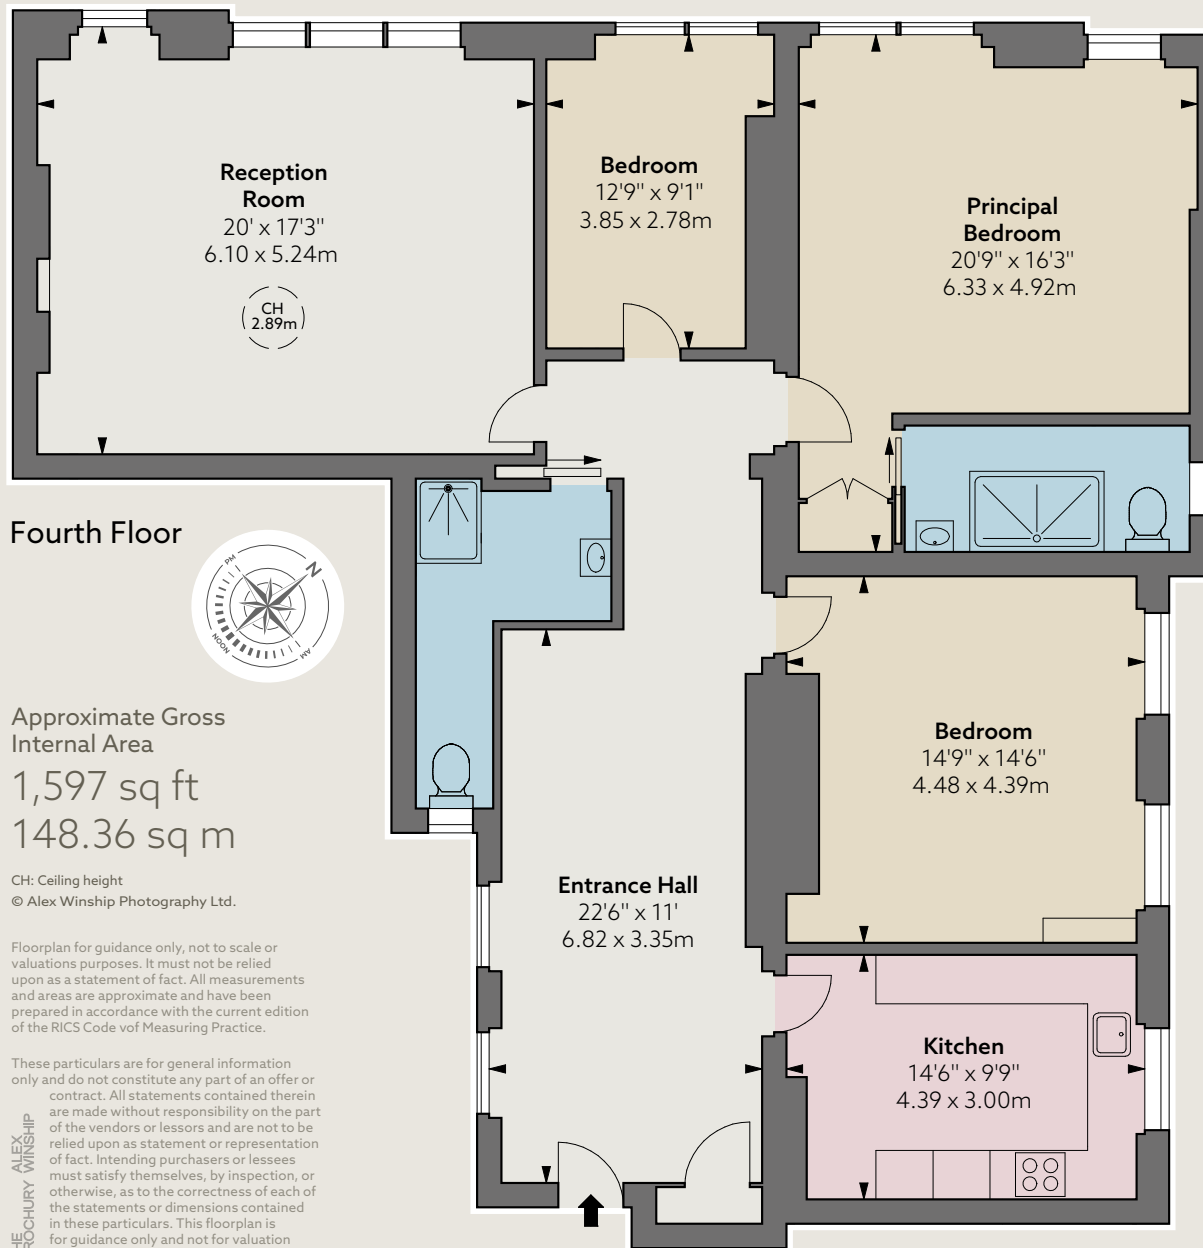 Reception
Room
20' x 17'3"
6.10 x 5.24m
CH
2.89m
Bedroom
12'9" x 9'1"
3.85 x 2.78m
Principal
Bedroom
20'9" x 16'3"
6.33 x 4.92m
Fourth Floor
PM
N
NOON
AM
Approximate Gross
Internal Area
1,597 sq ft
148.36 sq m
CH: Ceiling height
© Alex Winship Photography Ltd.
Bedroom
14'9" x 14'6"
4.48 x 4.39m
Entrance Hall
22'6" x 11'
6.82 x 3.35m
Kitchen
14'6" x 9'9"
4.39 x 3.00m
Floorplan for guidance only, not to scale or
valuations purposes. It must not be relied
upon as a statement of fact. All measurements
and areas are approximate and have been
prepared in accordance with the current edition
of the RICS Code vof Measuring Practice.
These particulars are for general information
only and do not constitute any part of an offer or
contract. All statements contained therein
are made without responsibility on the part
of the vendors or lessors and are not to be
relied upon as statement or representation
of fact. Intending purchasers or lessees
must satisfy themselves, by inspection, or
otherwise, as to the correctness of each of
the statements or dimensions contained
in these particulars. This floorplan is
for guidance only and not for valuation
ALEX
WINSHIP